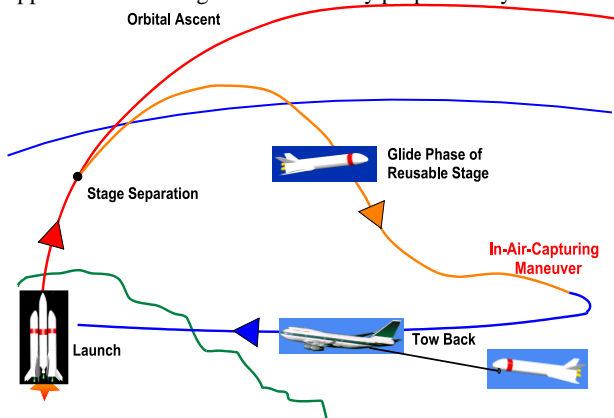 Orbital Ascent
Glide Phase of
Reusable Stage
Stage Separation
In-Air-Capturing
Maneuver
Launch
Tow Back